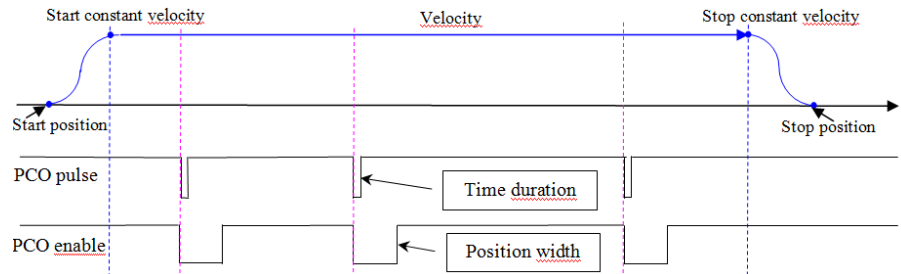 Start constant velocity
Velocity
Stop constant velocity
Start position
Stop position
PCO pulse
Time duration
PCO enable
Position width